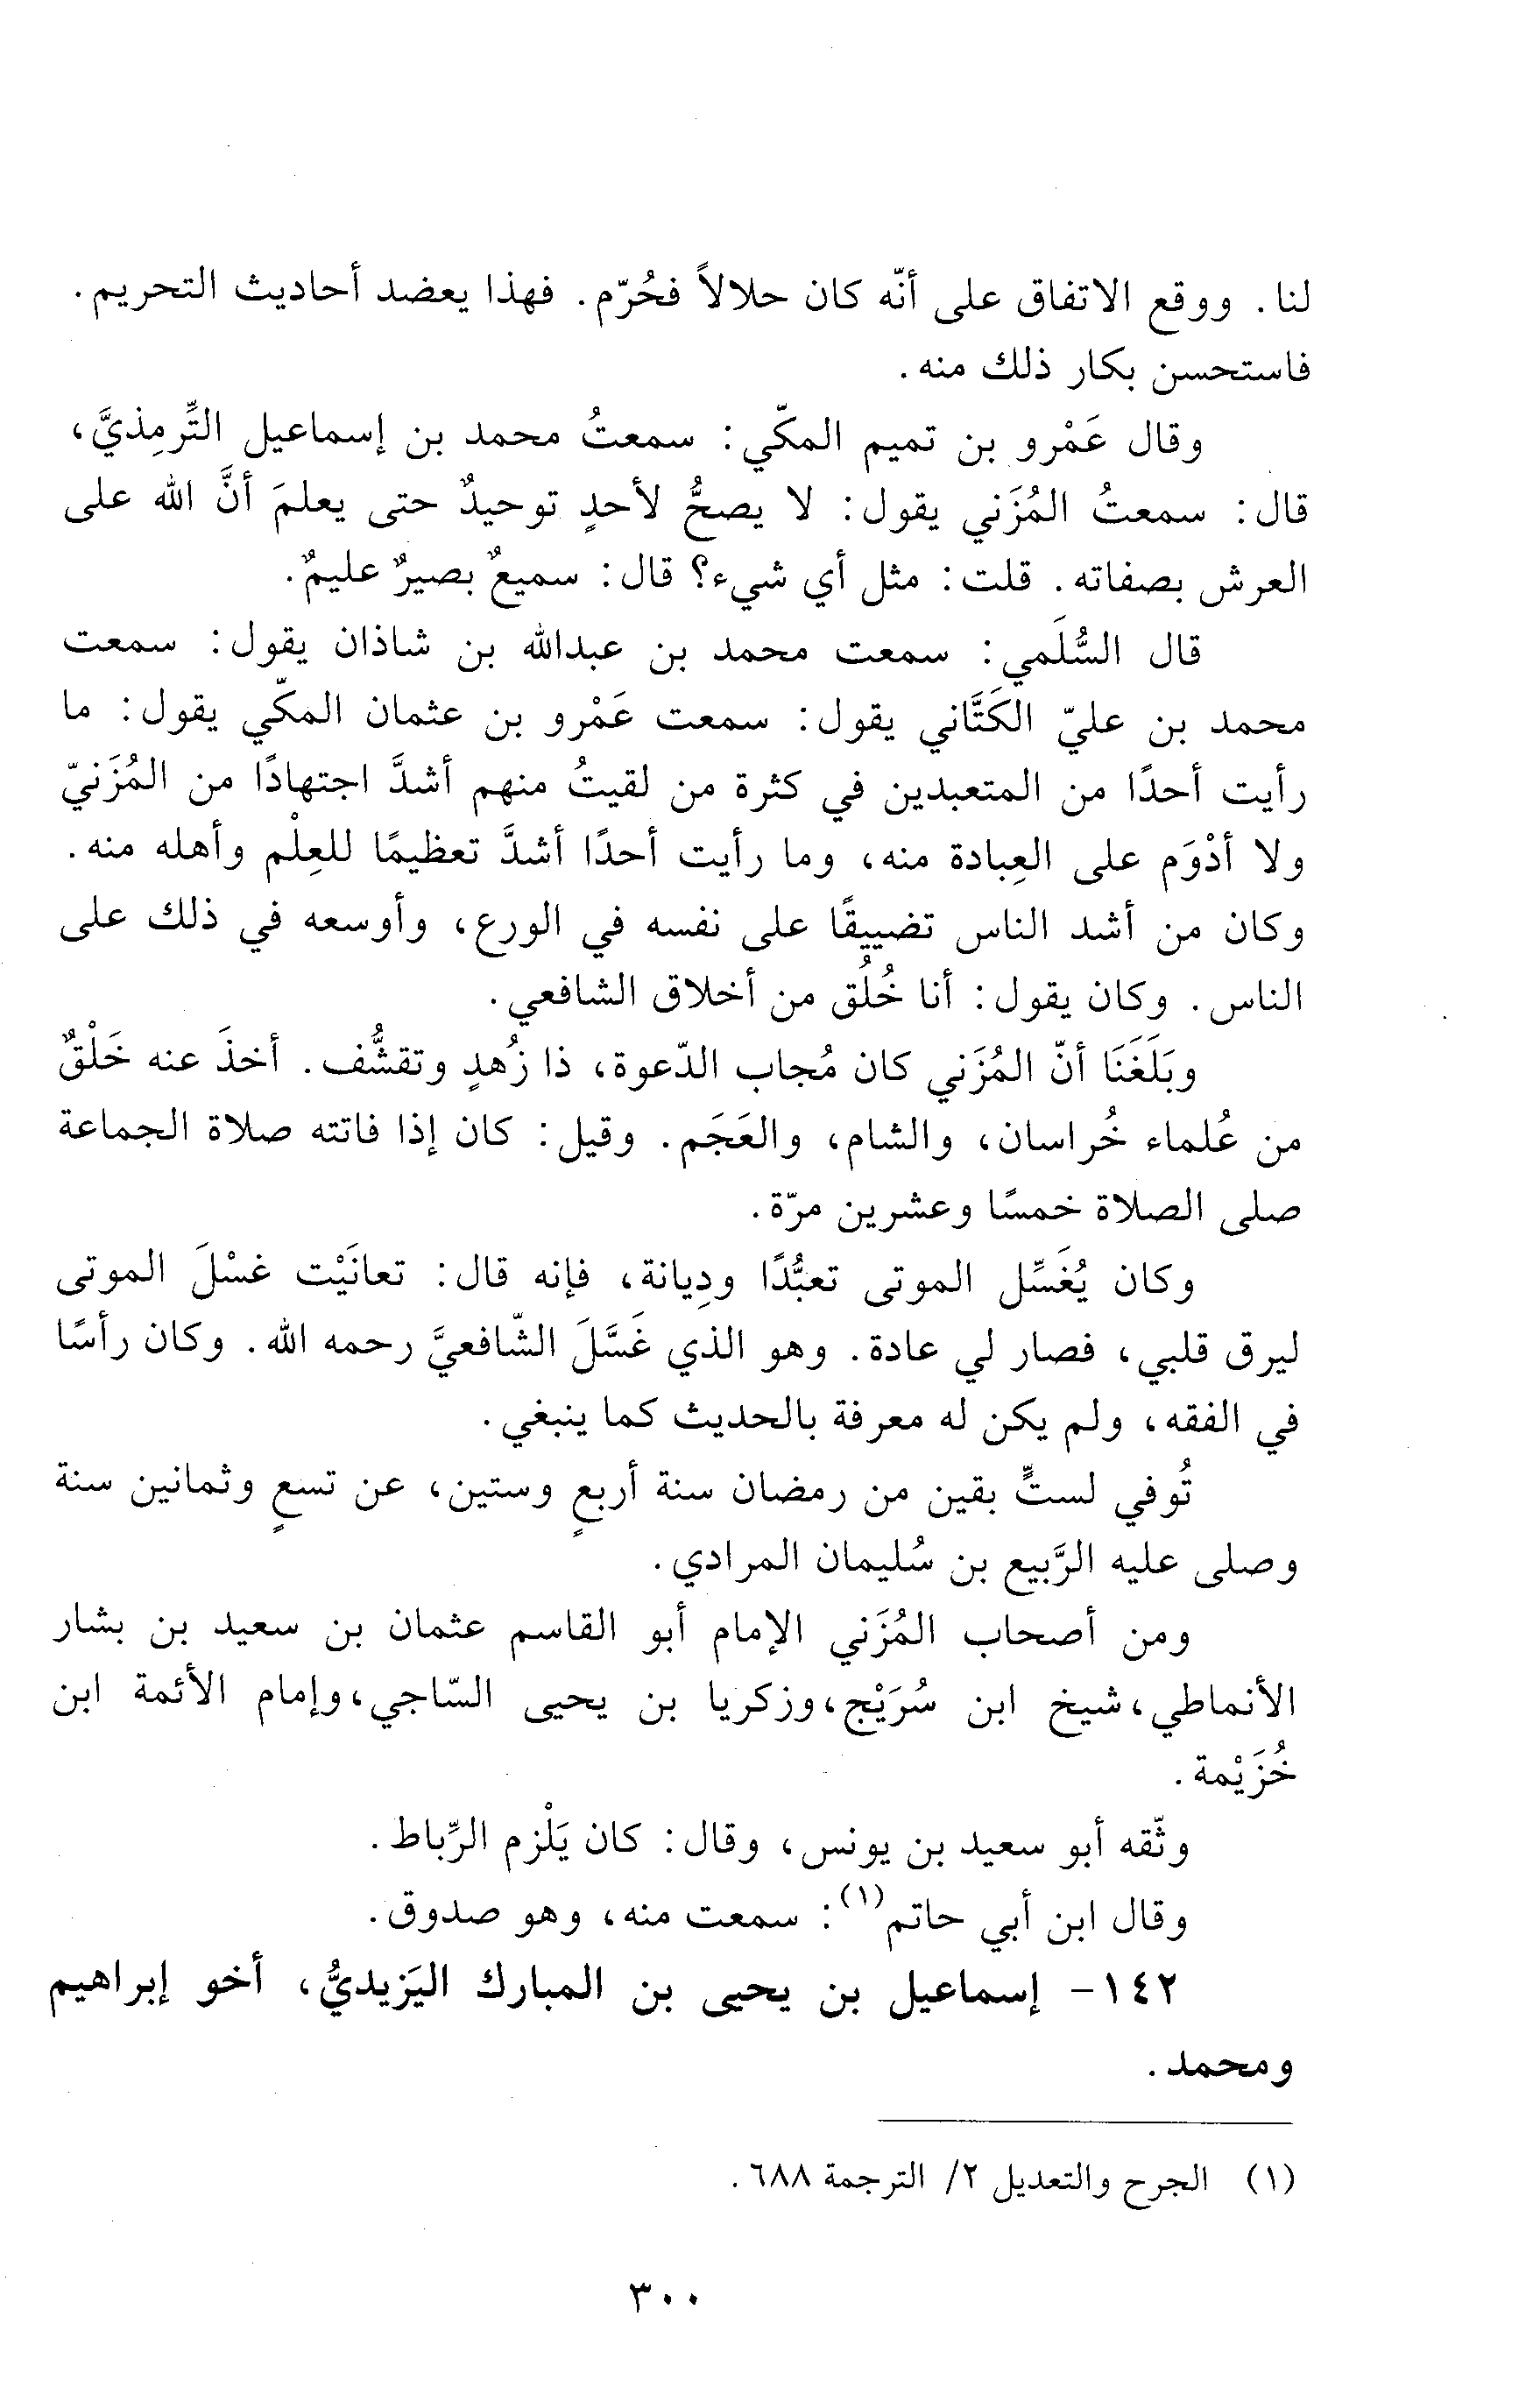 لنا. ووقع الاتفاق على أنّه كان حلالاً فحُرّم. فهذا يعضد أحاديث التحريم.
فاستحسن بكار ذلك منه.
وقال عَمْرو بن تميم المكّي: سمعتُ محمد بن إسماعيل التِّرمِذيَّ،
قال: سمعتُ المُزَني يقول: لا يصحُّ لأحدٍ توحيدٌ حتى يعلمَ أنَّ الله على
العرش بصفاته. قلت: مثل أي شيء؟ قال: سميعٌ بصيرٌ عليمٌ.
قال السُّلَمي: سمعت محمد بن عبدالله بن شاذان يقول: سمعت
محمد بن عليّ الكَتَّاني يقول: سمعت عَمْرو بن عثمان المكّي يقول: ما
رأيت أحدًا من المتعبدين في كثرة من لقيتُ منهم أشدَّ اجتهادًا من المُزَنيّ
ولا أدْوَم على العِبادة منه، وما رأيت أحدًا أشدَّ تعظيمًا للعِلْم وأهله منه.
وكان من أشد الناس تضييقًا على نفسه في الورع، وأوسعه في ذلك على
الناس. وكان يقول: أنا خُلُق من أخلاق الشافعي.
وبَلَغَنَا أنّ المُزَني كان مُجاب الدّعوة، ذا زُهدٍ وتقشُّف. أخذَ عنه خَلْقٌ
من عُلماء خُراسان، والشام، والعَجَم. وقيل: كان إذا فاتته صلاة الجماعة
صلى الصلاة خمسًا وعشرين مرّة.
وكان يُغَسِّل الموتى تعبُّدًا ودِيانة، فإنه قال: تعانَيْت غسْلَ الموتى
ليرق قلبي، فصار لي عادة. وهو الذي غَسَّلَ الشّافعيَّ رحمه الله. وكان رأسًا
في الفقه، ولم يكن له معرفة بالحديث كما ينبغي.
تُوفي لستٍّ بقين من رمضان سنة أربعٍ وستين، عن تسعٍ وثمانين سنة
وصلى عليه الرَّبيع بن سُليمان المرادي.
ومن أصحاب المُزَني الإمام أبو القاسم عثمان بن سعيد بن بشار
الأنماطي،شيخ ابن سُرَيْج،وزكريا بن يحيى السّاجي،وإمام الأئمة ابن
خُزَيْمة.
وثّقه أبو سعيد بن يونس، وقال: كان يَلْزم الرِّباط.
وقال ابن أبي حاتم(١): سمعت منه، وهو صدوق.
١٤٢- إسماعيل بن يحيى بن المبارك اليَزيديُّ، أخو إبراهيم
ومحمد.
(١) الجرح والتعديل ٢/ الترجمة ٦٨٨.
٣٠٠